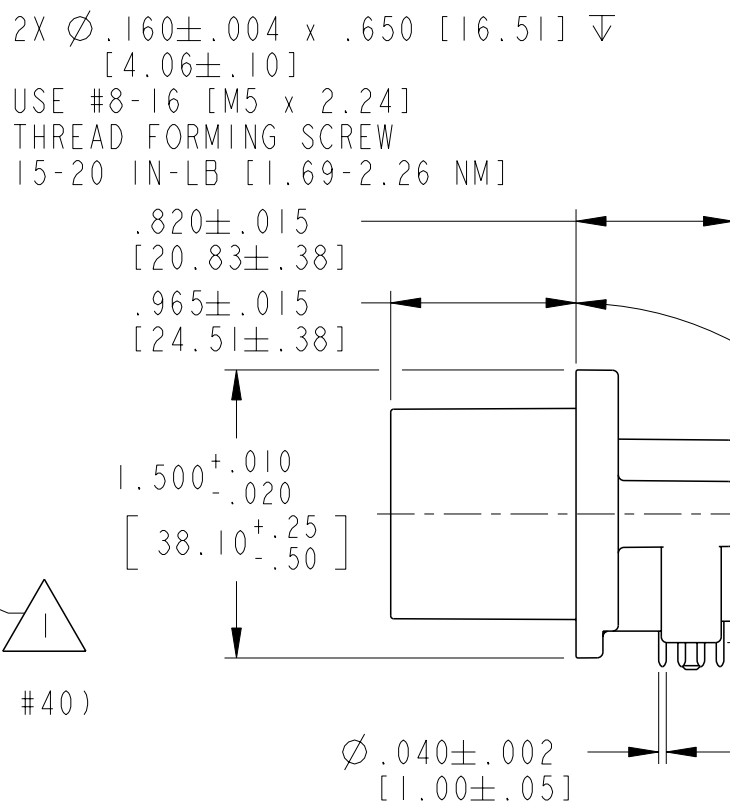 2X ⌀ .160±.004 x .650 [16.51] ↧
[4.06±.10]
USE #8-16 [M5 x 2.24]
THREAD FORMING SCREW
15-20 IN-LB [1.69-2.26 NM]
.820±.015
[20.83±.38]
.965±.015
[24.51±.38]
1.500 +.010
-.020
[ 38.10 +.25 ]
-.50
1
#40)
⌀ .040±.002
[1.00±.05]